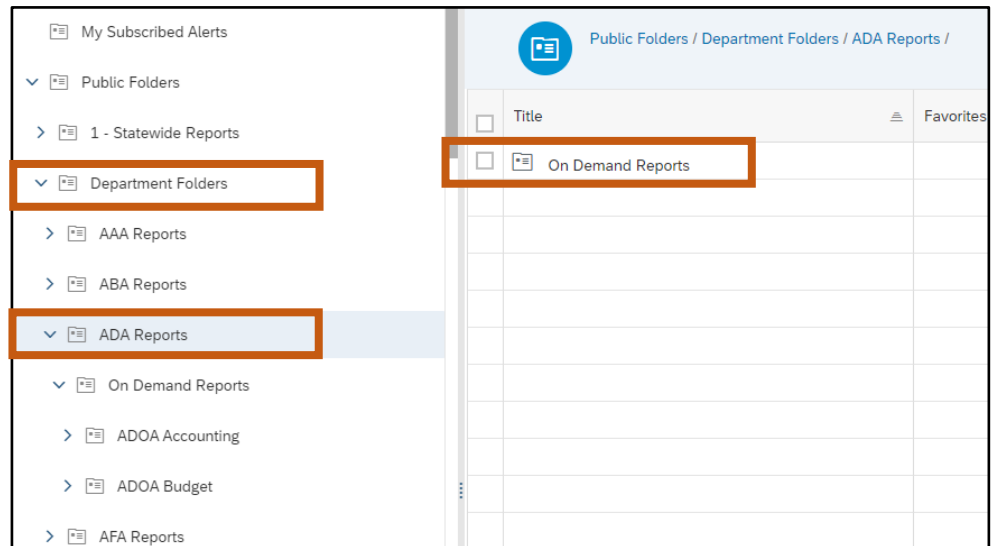 My Subscribed Alerts
Public Folders
1 - Statewide Reports
Department Folders
AAA Reports
ABA Reports
ADA Reports
On Demand Reports
ADOA Accounting
ADOA Budget
AFA Reports
Public Folders / Department Folders / ADA Reports /
Title Favorites
On Demand Reports